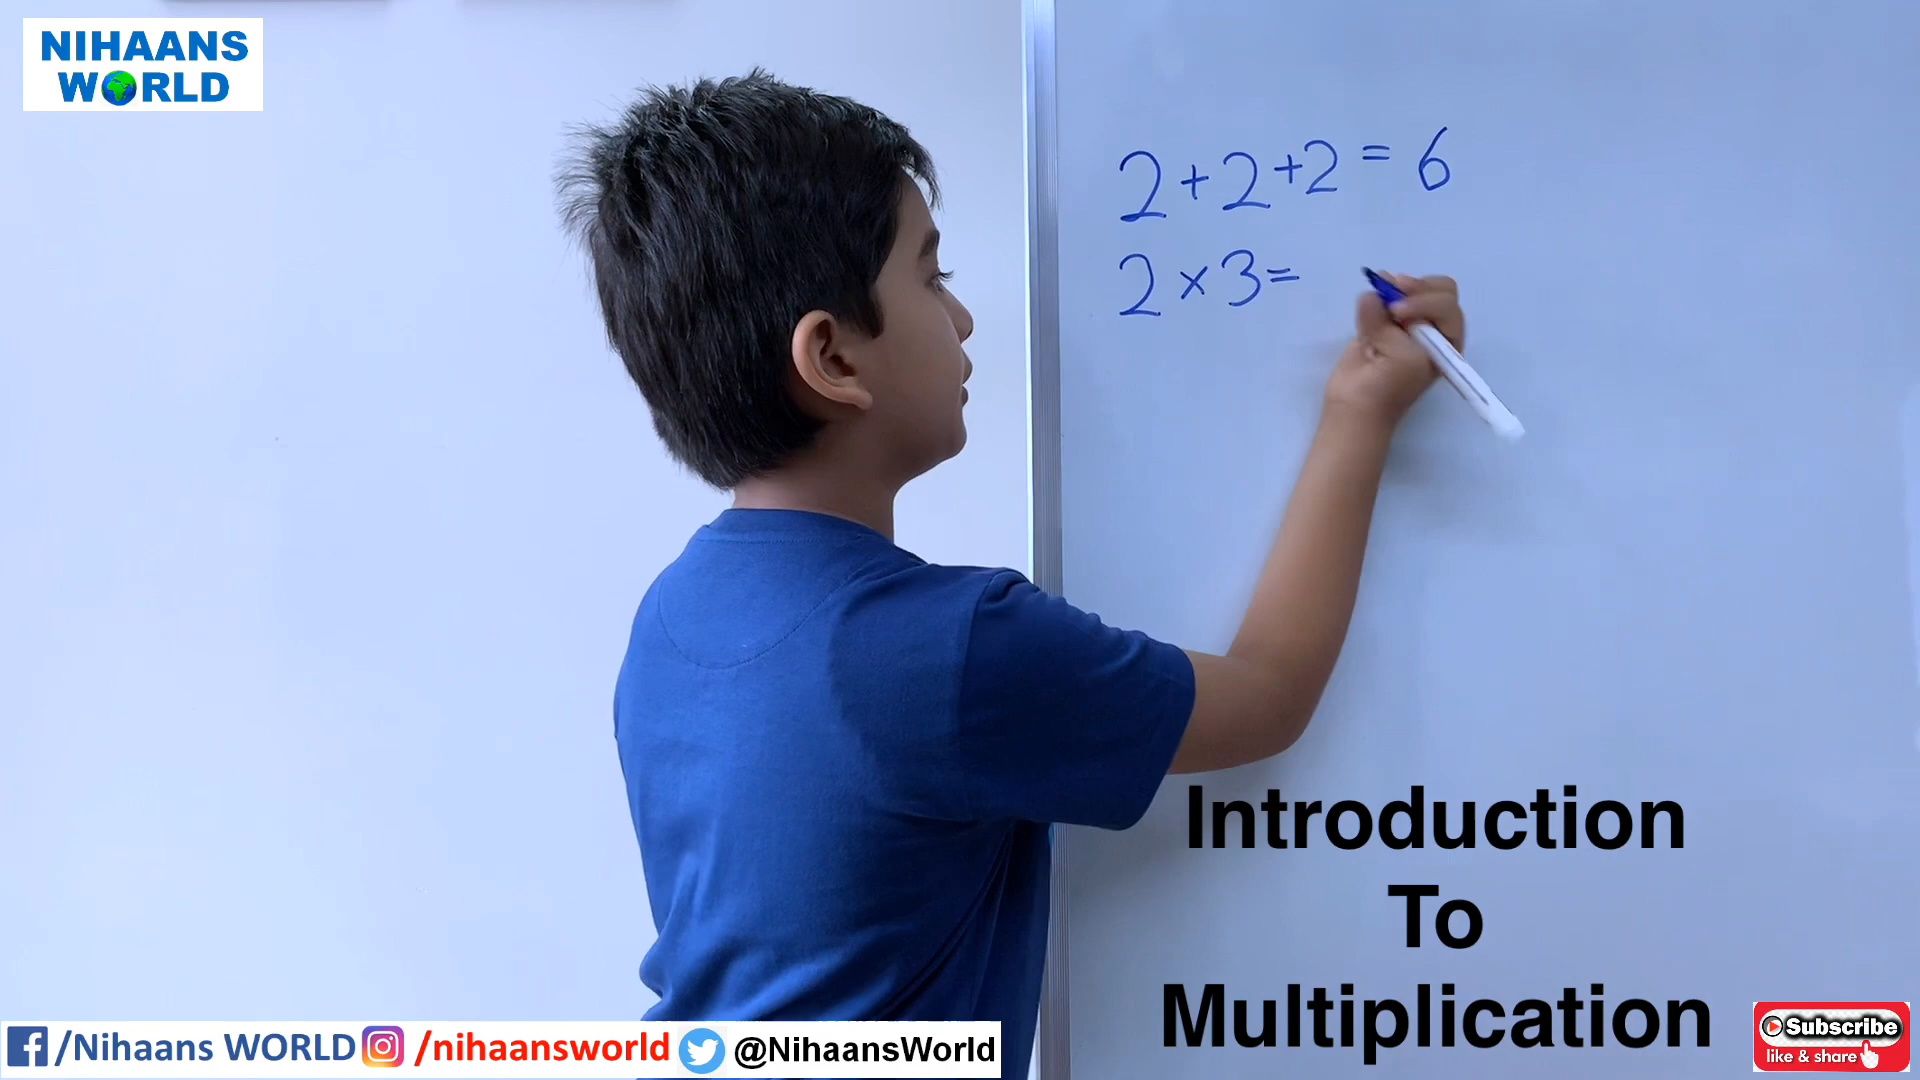 NIHAANS
WORLD
2+2+2 = 6
2×3=
Introduction
To
Multiplication
/Nihaans WORLD /nihaansworld @NihaansWorld
Subscribe
like & share